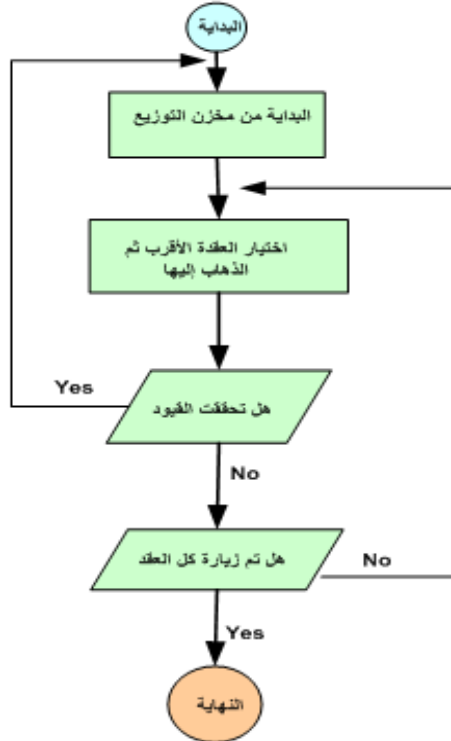 البداية
البداية من مخزن التوزيع
اختيار العقدة الأقرب ثم
الذهاب إليها
Yes
هل تحققت القيود
No
هل تم زيارة كل العقد
No
Yes
النهاية